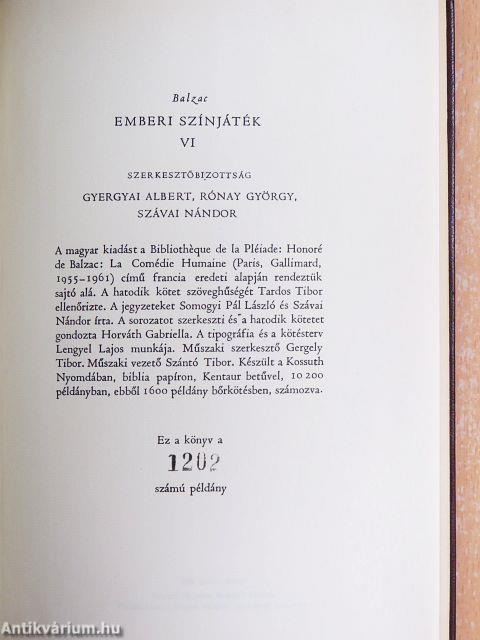 Balzac
EMBERI SZÍNJÁTÉK
VI
SZERKESZTŐBIZOTTSÁG
GYERGYAI ALBERT, RÓNAY GYÖRGY,
SZÁVAI NÁNDOR
A magyar kiadást a Bibliothèque de la Pléiade: Honoré
de Balzac: La Comédie Humaine (Paris, Gallimard,
1955–1961) című francia eredeti alapján rendeztük
sajtó alá. A hatodik kötet szöveghűségét Tardos Tibor
ellenőrizte. A jegyzeteket Somogyi Pál László és Szávai
Nándor írta. A sorozatot szerkeszti és a hatodik kötetet
gondozta Horváth Gabriella. A tipográfia és a kötésterv
Lengyel Lajos munkája. Műszaki szerkesztő Gergely
Tibor. Műszaki vezető Szántó Tibor. Készült a Kossuth
Nyomdában, biblia papíron, Kentaur betűvel, 10 200
példányban, ebből 1600 példány bőrkötésben, számozva.
Ez a könyv a
1202
számú példány
Antikvárium.hu